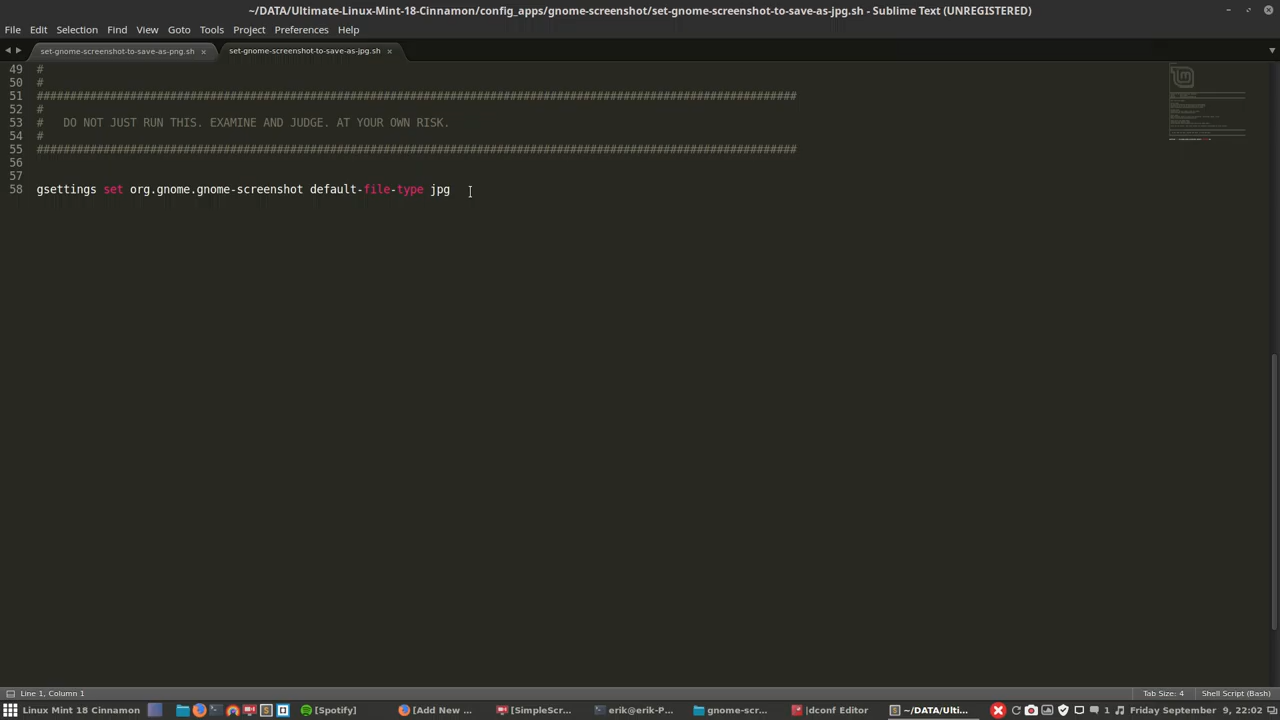 ~/DATA/Ultimate-Linux-Mint-18-Cinnamon/config_apps/gnome-screenshot/set-gnome-screenshot-to-save-as-jpg.sh - Sublime Text (UNREGISTERED)
File Edit Selection Find View Goto Tools Project Preferences Help
set-gnome-screenshot-to-save-as-png.sh × set-gnome-screenshot-to-save-as-jpg.sh ×
49 #
50 #
51 ##################################################################################################################
52 #
53 #   DO NOT JUST RUN THIS. EXAMINE AND JUDGE. AT YOUR OWN RISK.
54 #
55 ##################################################################################################################
56
57
58 gsettings set org.gnome.gnome-screenshot default-file-type jpg
Line 1, Column 1 Tab Size: 4 Shell Script (Bash)
Linux Mint 18 Cinnamon [Spotify] [Add New ... [SimpleScr... erik@erik-P... gnome-scr... |dconf Editor ~/DATA/Ulti... 1 Friday September 9, 22:02